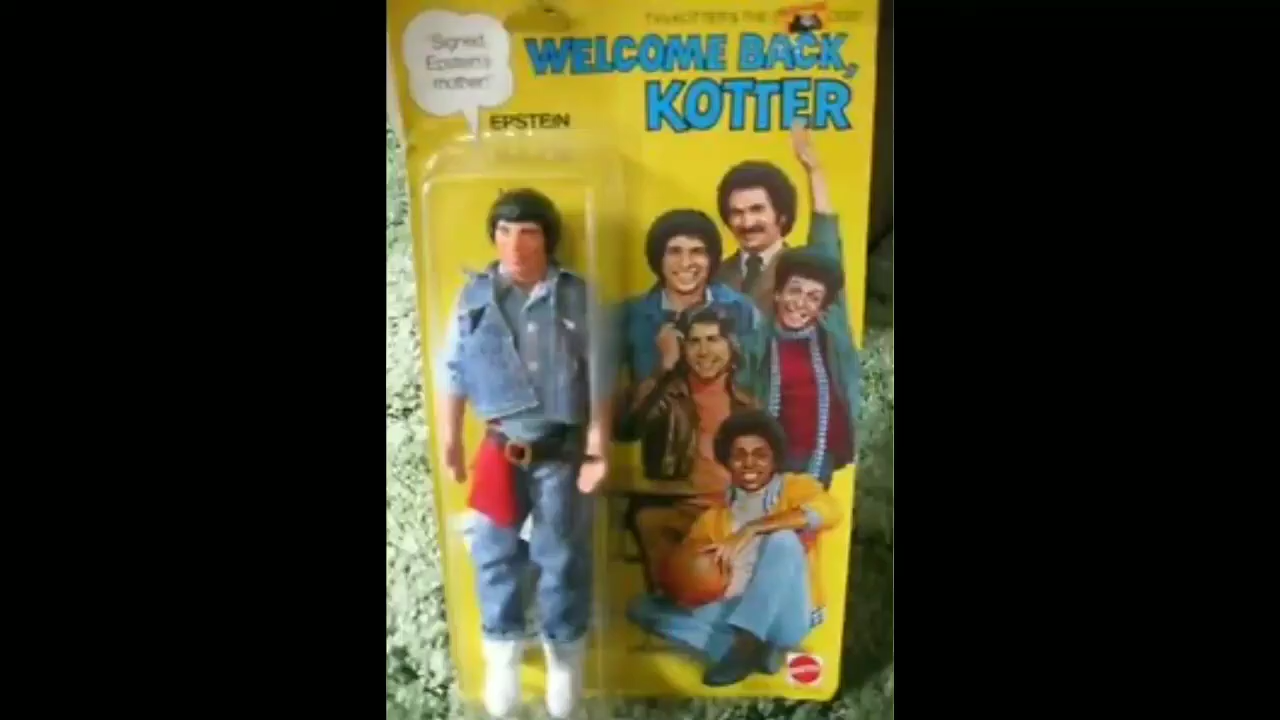 "Signed,
Epstein's
mother"
WELCOME BACK,
KOTTER
EPSTEIN